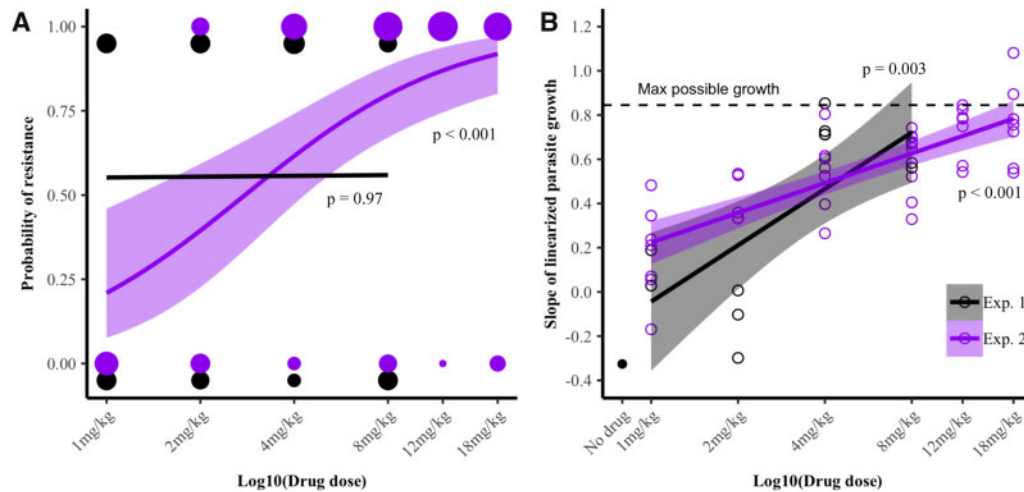 A
Probability of resistance
1.00
0.75
0.50
0.25
0.00
p < 0.001
p = 0.97
1mg/kg
2mg/kg
4mg/kg
8mg/kg
12mg/kg
18mg/kg
Log10(Drug dose)
B
Slope of linearized parasite growth
1.2
1.0
0.8
0.6
0.4
0.2
0.0
-0.2
-0.4
p = 0.003
Max possible growth
p < 0.001
Exp. 1
Exp. 2
No drug
1mg/kg
2mg/kg
4mg/kg
8mg/kg
12mg/kg
18mg/kg
Log10(Drug dose)